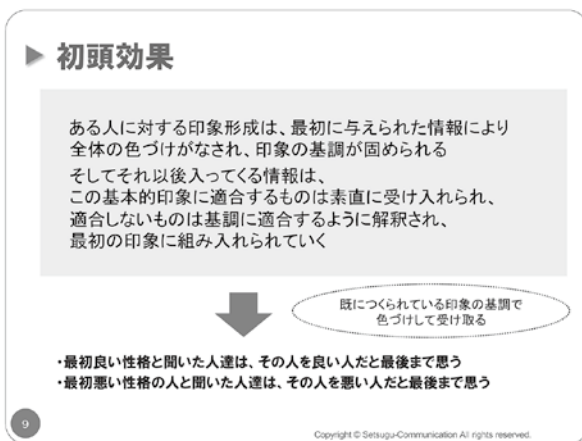 初頭効果
ある人に対する印象形成は、最初に与えられた情報により
全体の色づけがなされ、印象の基調が固められる
そしてそれ以後入ってくる情報は、
この基本的印象に適合するものは素直に受け入れられ、
適合しないものは基調に適合するように解釈され、
最初の印象に組み入れられていく
既につくられている印象の基調で
色づけして受け取る
・最初良い性格と聞いた人達は、その人を良い人だと最後まで思う
・最初悪い性格の人と聞いた人達は、その人を悪い人だと最後まで思う
9
Copyright © Setsugu-Communication All rights reserved.